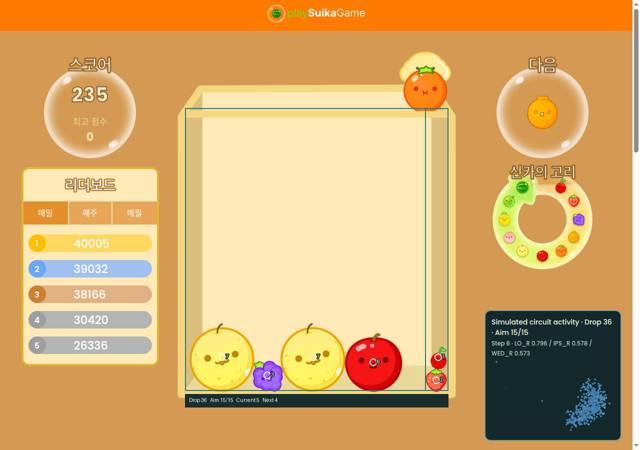 playSuikaGame
스코어
235
최고 점수
0
리더보드
매일 매주 매월
1 40005
2 39032
3 38166
4 30420
5 26336
다음
신카의 고리
Drop 36 Aim 15/15 Current 5 Next 4
Simulated circuit activity · Drop 36
· Aim 15/15
Step 6 · LO_R 0.796 / IPS_R 0.578 /
WED_R 0.573